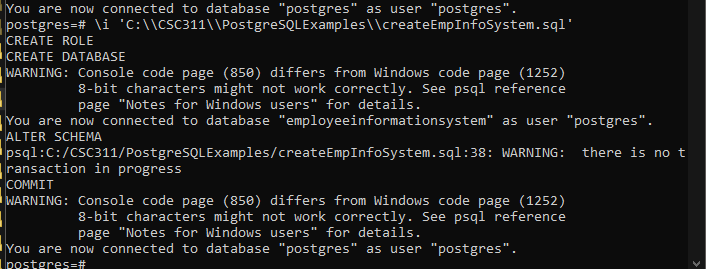 You are now connected to database "postgres" as user "postgres".
postgres=# \i 'C:\\CSC311\\PostgreSQLExamples\\createEmpInfoSystem.sql'
CREATE ROLE
CREATE DATABASE
WARNING: Console code page (850) differs from Windows code page (1252)
         8-bit characters might not work correctly. See psql reference
         page "Notes for Windows users" for details.
You are now connected to database "employeeinformationsystem" as user "postgres".
ALTER SCHEMA
psql:C:/CSC311/PostgreSQLExamples/createEmpInfoSystem.sql:38: WARNING:  there is no t
ransaction in progress
COMMIT
WARNING: Console code page (850) differs from Windows code page (1252)
         8-bit characters might not work correctly. See psql reference
         page "Notes for Windows users" for details.
You are now connected to database "postgres" as user "postgres".
postgres=#